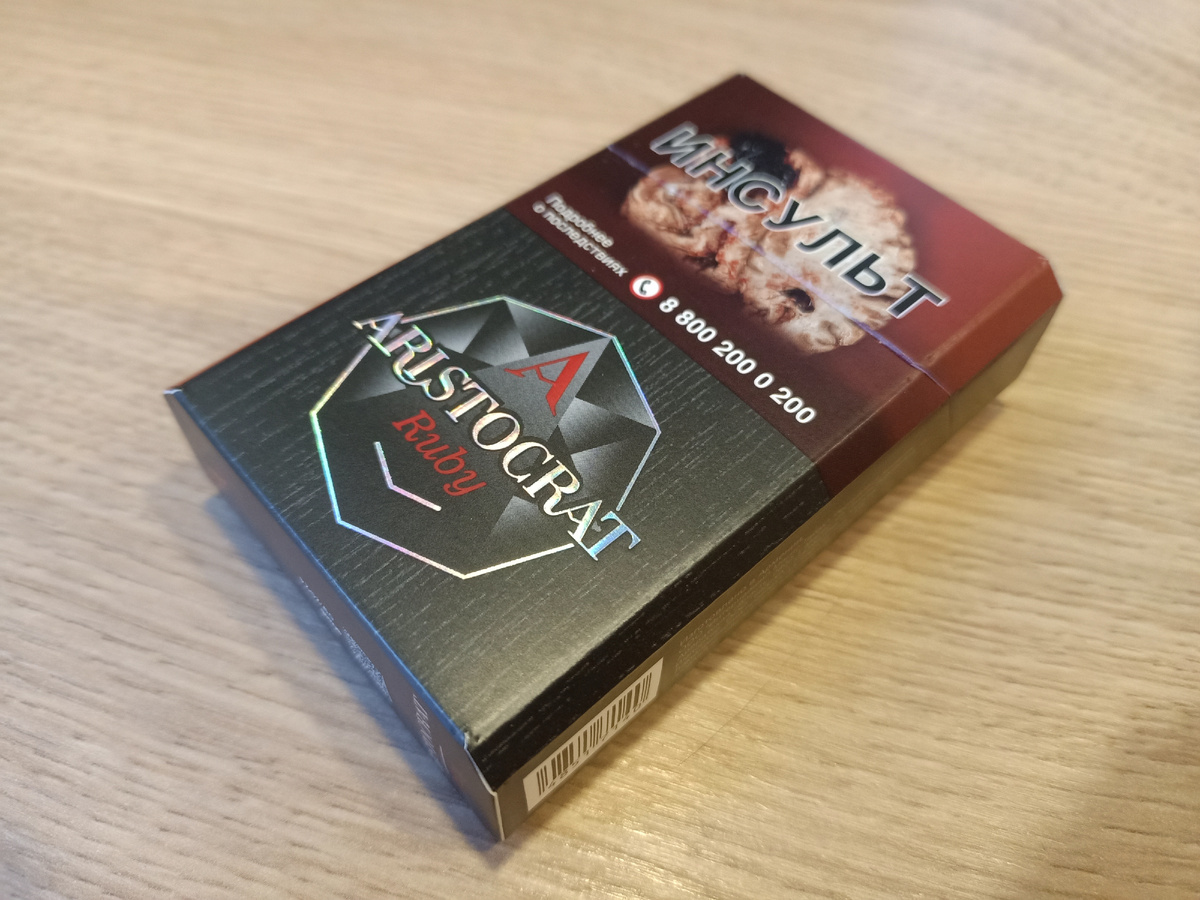 ИНСУЛЬТ
Подробнее
о последствиях
8 800 200 0 200
A
ARISTOCRAT
Ruby